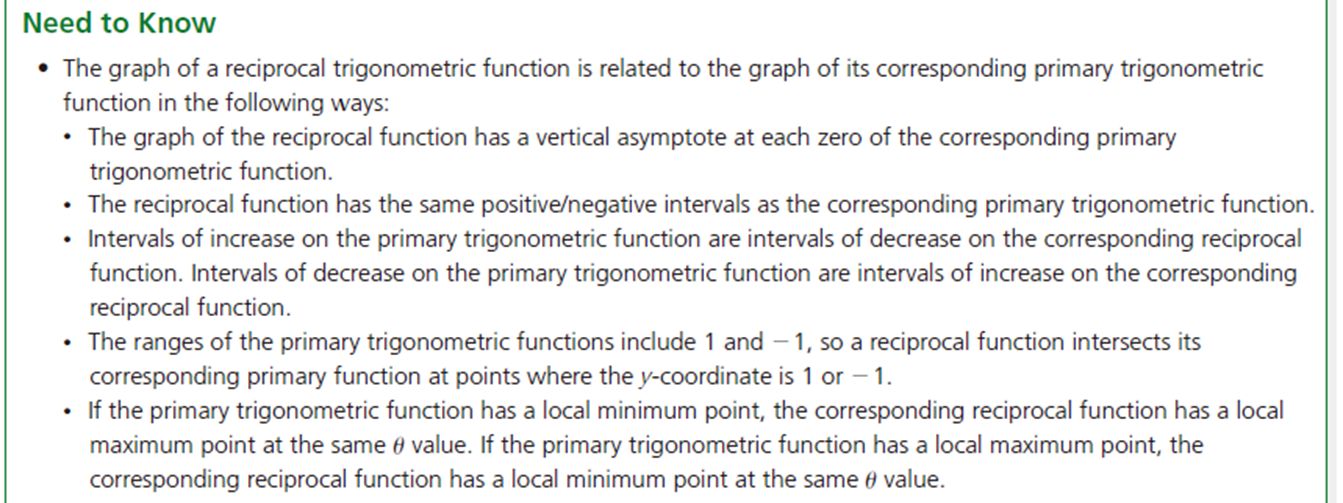 Need to Know
• The graph of a reciprocal trigonometric function is related to the graph of its corresponding primary trigonometric
function in the following ways:
• The graph of the reciprocal function has a vertical asymptote at each zero of the corresponding primary
trigonometric function.
• The reciprocal function has the same positive/negative intervals as the corresponding primary trigonometric function.
• Intervals of increase on the primary trigonometric function are intervals of decrease on the corresponding reciprocal
function. Intervals of decrease on the primary trigonometric function are intervals of increase on the corresponding
reciprocal function.
• The ranges of the primary trigonometric functions include 1 and −1, so a reciprocal function intersects its
corresponding primary function at points where the y-coordinate is 1 or −1.
• If the primary trigonometric function has a local minimum point, the corresponding reciprocal function has a local
maximum point at the same θ value. If the primary trigonometric function has a local maximum point, the
corresponding reciprocal function has a local minimum point at the same θ value.